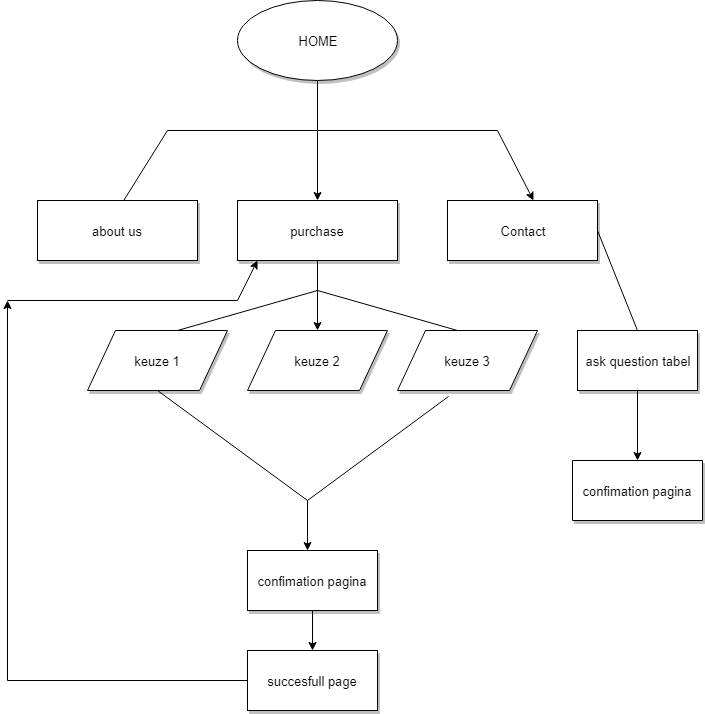 HOME
about us
purchase
Contact
keuze 1
keuze 2
keuze 3
ask question tabel
confimation pagina
confimation pagina
succesfull page